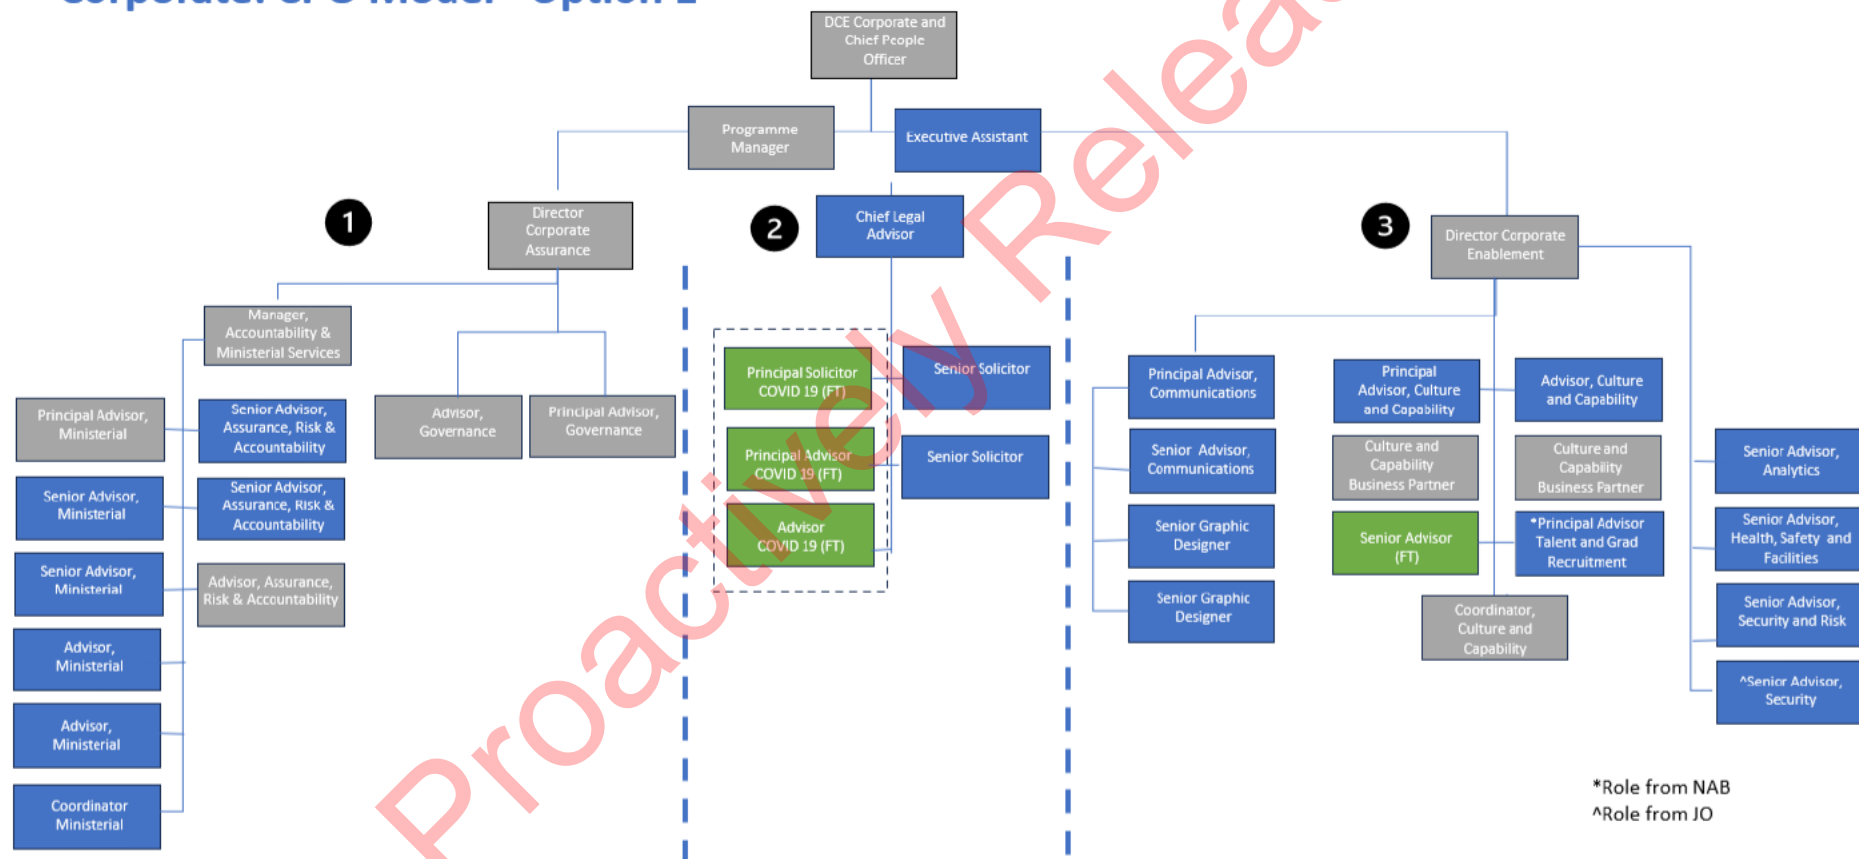 Corporate: CPO Model - Option 1
DCE Corporate and
Chief People
Officer
Programme
Manager
Executive Assistant
1
Director
Corporate
Assurance
2
Chief Legal
Advisor
3
Director Corporate
Enablement
Manager,
Accountability &
Ministerial Services
Principal Advisor,
Ministerial
Senior Advisor,
Assurance, Risk &
Accountability
Senior Advisor,
Ministerial
Senior Advisor,
Assurance, Risk &
Accountability
Senior Advisor,
Ministerial
Advisor, Assurance,
Risk & Accountability
Advisor,
Ministerial
Advisor,
Ministerial
Coordinator
Ministerial
Advisor,
Governance
Principal Advisor,
Governance
Principal Solicitor
COVID 19 (FT)
Senior Solicitor
Principal Advisor
COVID 19 (FT)
Senior Solicitor
Advisor
COVID 19 (FT)
Principal Advisor,
Communications
Senior Advisor,
Communications
Senior Graphic
Designer
Senior Graphic
Designer
Principal
Advisor, Culture
and Capability
Advisor, Culture
and Capability
Culture and
Capability
Business Partner
Culture and
Capability
Business Partner
Senior Advisor
(FT)
*Principal Advisor
Talent and Grad
Recruitment
Coordinator,
Culture and
Capability
Senior Advisor,
Analytics
Senior Advisor,
Health, Safety and
Facilities
Senior Advisor,
Security and Risk
^Senior Advisor,
Security
*Role from NAB
^Role from JO
Proactively Releas